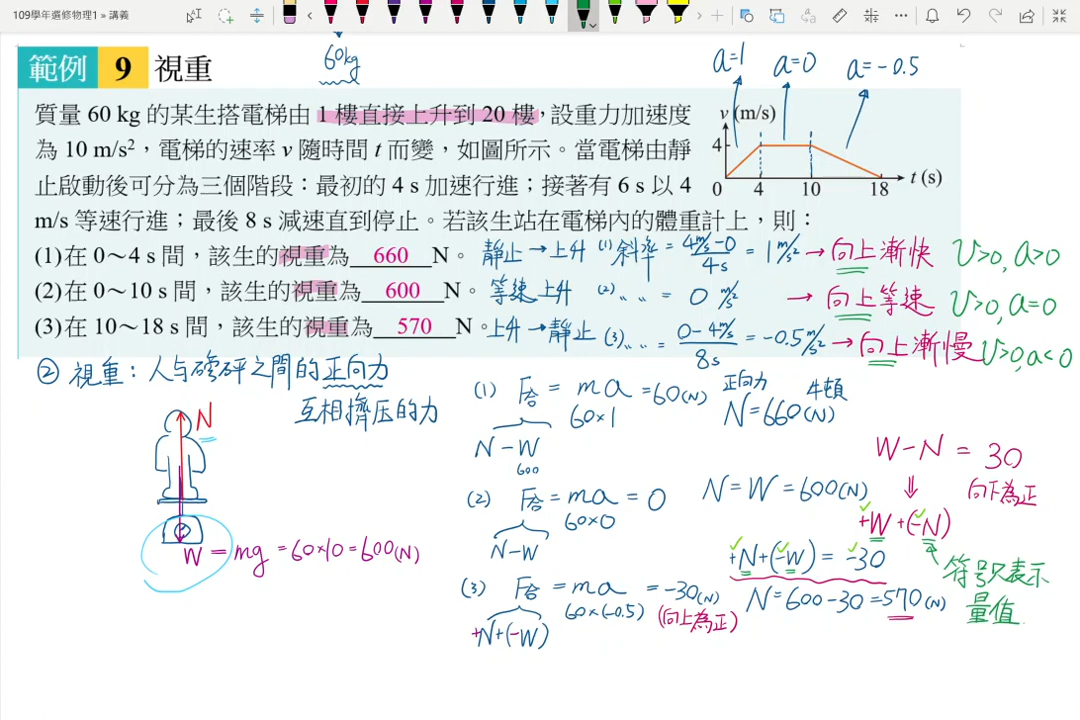 109學年選修物理1 » 講義
60kg
a=1
a=0
a=-0.5
範例 9 視重
質量 60 kg 的某生搭電梯由 1 樓直接上升到 20 樓，設重力加速度
為 10 m/s²，電梯的速率 v 隨時間 t 而變，如圖所示。當電梯由靜
止啟動後可分為三個階段：最初的 4 s 加速行進；接著有 6 s 以 4
m/s 等速行進；最後 8 s 減速直到停止。若該生站在電梯內的體重計上，則：
v (m/s)
4
0 4 10 18
t (s)
(1)在 0～4 s 間，該生的視重為 660 N。
靜止→上升 (1) 斜率 = (4m/s-0)/4s = 1 m/s² → 向上漸快 v>0, a>0
(2)在 0～10 s 間，該生的視重為 600 N。
等速上升 (2) 〃 〃 = 0 m/s² → 向上等速 v>0, a=0
(3)在 10～18 s 間，該生的視重為 570 N。
上升→靜止 (3) 〃 〃 = (0-4m/s)/8s = -0.5 m/s² → 向上漸慢 v>0, a<0
② 視重：人与磅砰之間的正向力
互相擠压的力
N
W = mg = 60×10 = 600(N)
(1) F合 = ma = 60(N)
60×1
N-W
600
正向力 牛頓
N=660(N)
(2) F合 = ma = 0
60×0
N-W
N=W=600(N)
(3) F合 = ma = -30(N)
60×(-0.5) (向上為正)
+N+(-W)
+N+(-W) = -30
N=600-30=570(N)
W-N = 30
⇓ 向下為正
+W+(-N)
符号只表示
量值